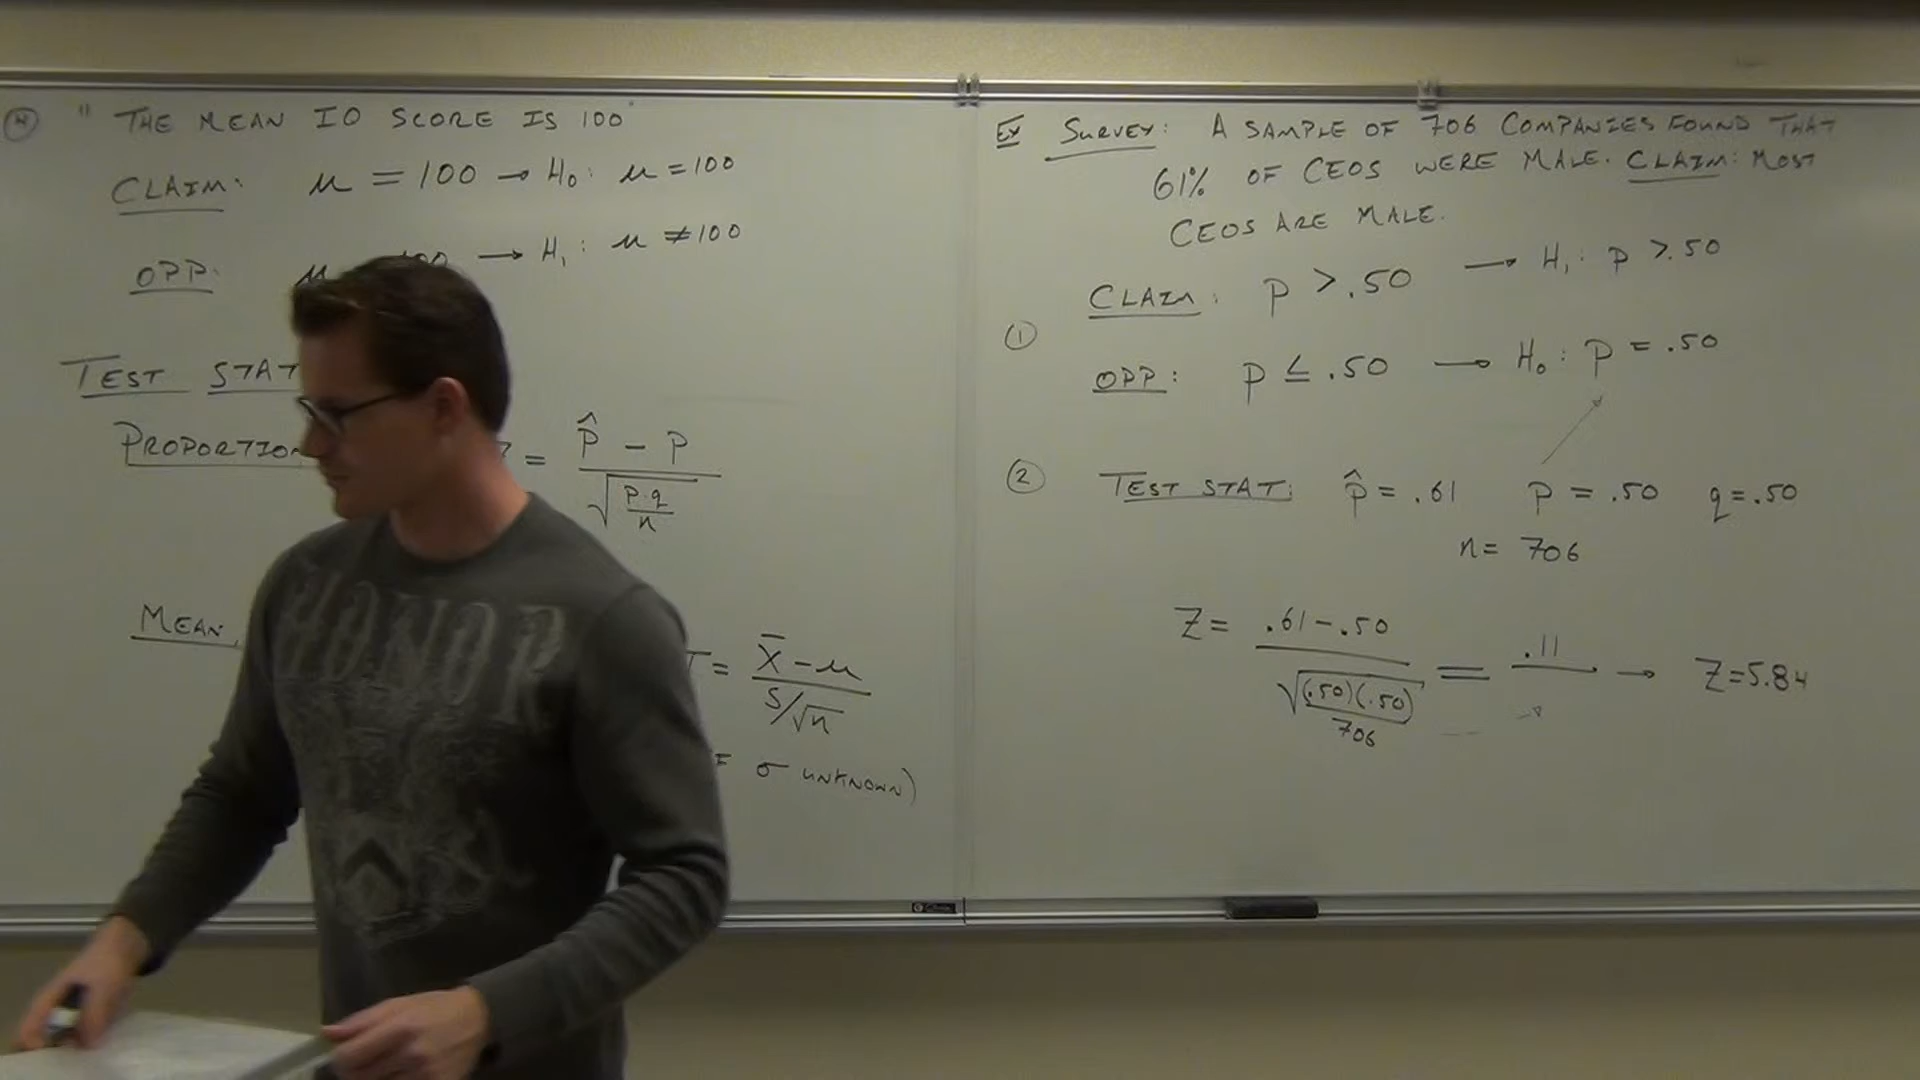 ④ "THE MEAN IQ SCORE IS 100"
CLAIM: μ = 100 → H₀: μ = 100
OPP: μ 100 → H₁: μ ≠ 100
TEST STAT
PROPORTION = p̂ - p
√ p·q
n
MEAN T = x̄ - μ
s/√n
σ UNKNOWN)
EX SURVEY: A SAMPLE OF 706 COMPANIES FOUND THAT
61% OF CEOS WERE MALE. CLAIM: MOST
CEOS ARE MALE.
CLAIM: p > .50 → H₁: p > .50
①
OPP: p ≤ .50 → H₀: p = .50
② TEST STAT: p̂ = .61 p = .50 q = .50
n = 706
Z = .61 - .50 = .11 → Z = 5.84
√ (.50)(.50)
706
HONOR